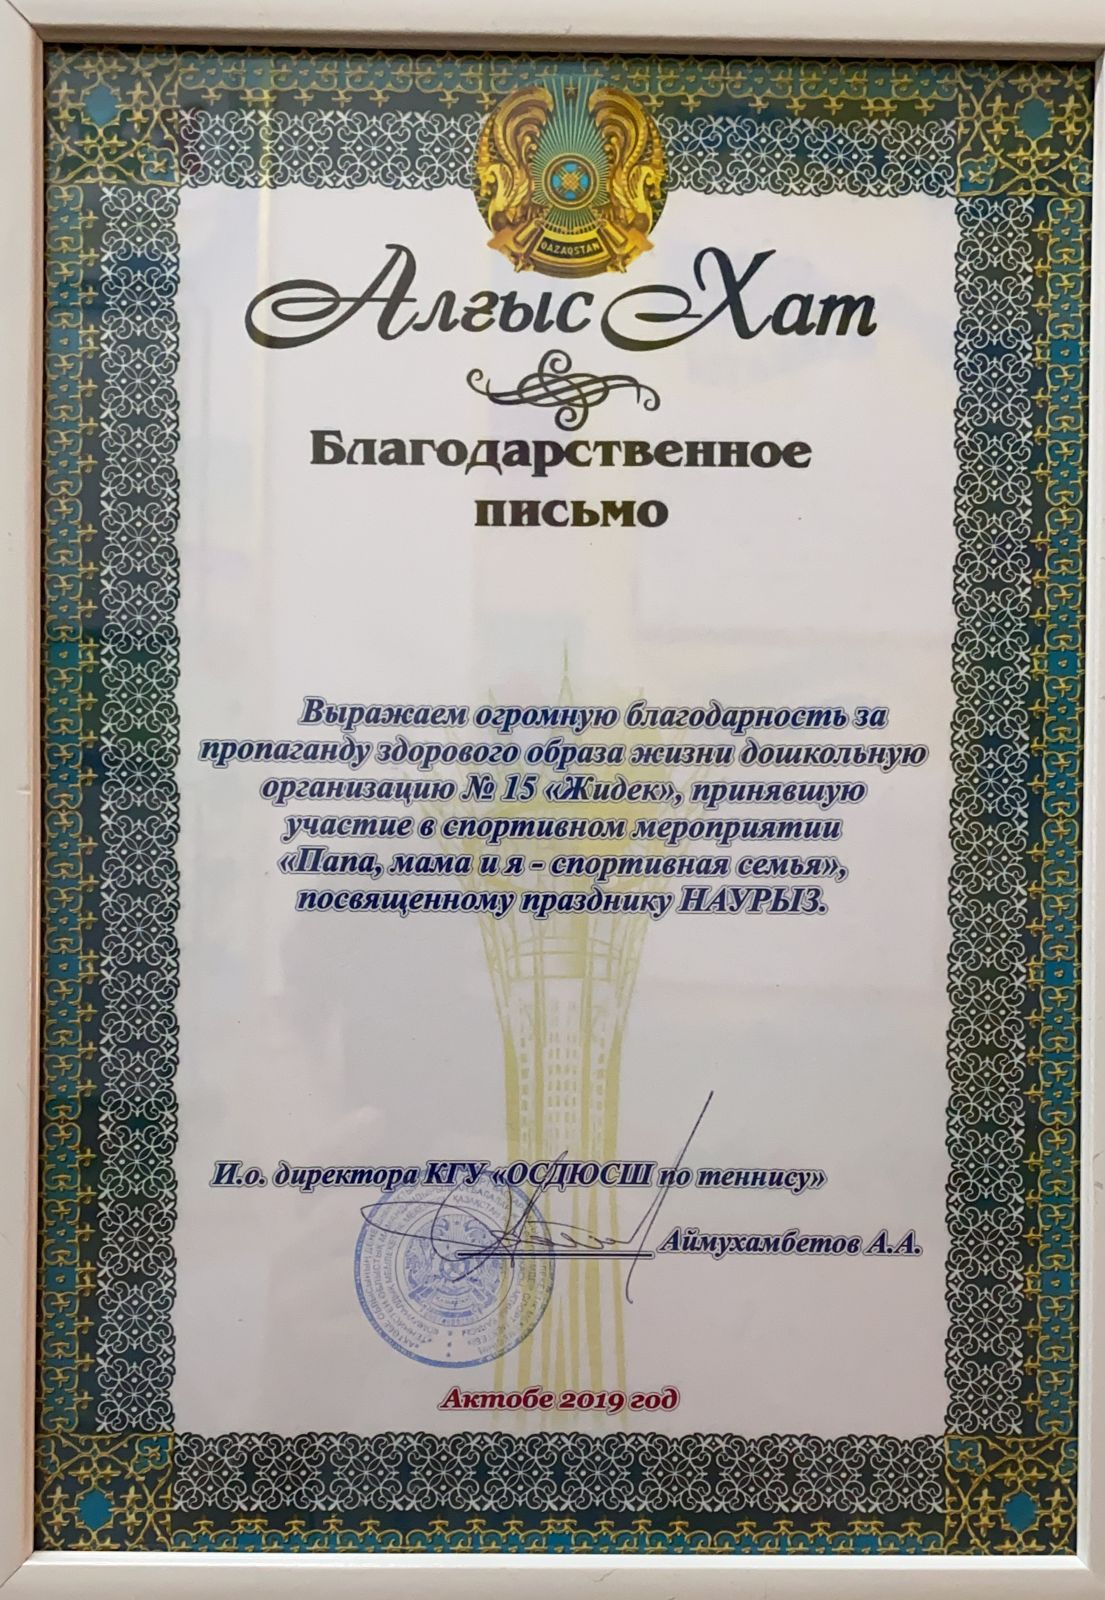 QAZAQSTAN
Алғыс Хат
Благодарственное
письмо
Выражаем огромную благодарность за
пропаганду здорового образа жизни дошкольную
организацию № 15 «Жидек», принявшую
участие в спортивном мероприятии
«Папа, мама и я - спортивная семья»,
посвященному празднику НАУРЫЗ.
И.о. директора КГУ «ОСДЮСШ по теннису»
Аймухамбетов А.А.
Актобе 2019 год